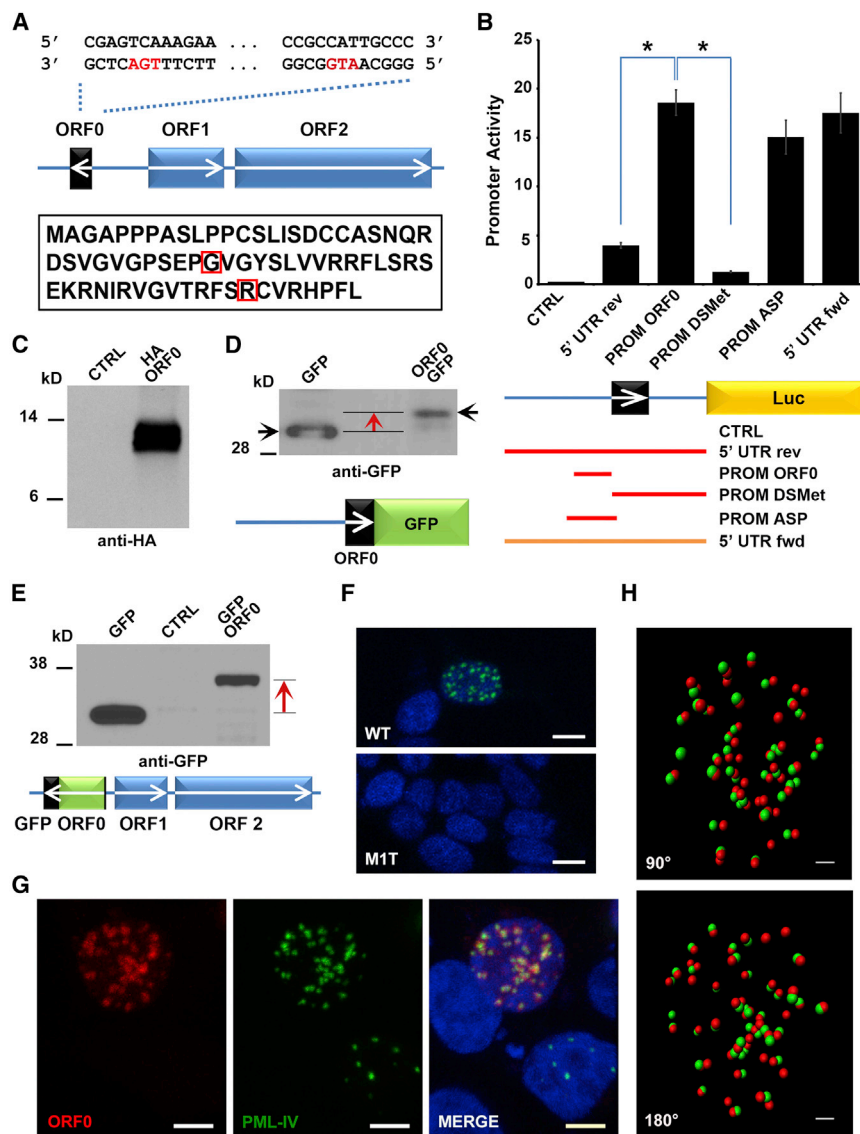 A
5’ CGAGTCAAAGAA ... CCGCCATTGCCC 3’
3’ GCTCAGTTTCTT ... GGCGGTAACGGG 5’
ORF0 ORF1 ORF2
MAGAPPPASLPPCSLISDCCASNQR
DSVGVGPSEPGVGYSLVVRRFLSRS
EKRNIRVGVTRFSRCVRHPFL
B
Promoter Activity
25
20
15
10
5
0
* *
CTRL
5' UTR rev
PROM ORF0
PROM DSMet
PROM ASP
5' UTR fwd
Luc
CTRL
5' UTR rev
PROM ORF0
PROM DSMet
PROM ASP
5' UTR fwd
C
kD
CTRL
HA ORF0
14
6
anti-HA
D
kD
GFP
ORF0 GFP
28
anti-GFP
GFP
ORF0
E
kD
GFP
CTRL
GFP ORF0
38
28
anti-GFP
GFP ORF0 ORF1 ORF 2
F
WT
M1T
G
ORF0
PML-IV
MERGE
H
90°
180°